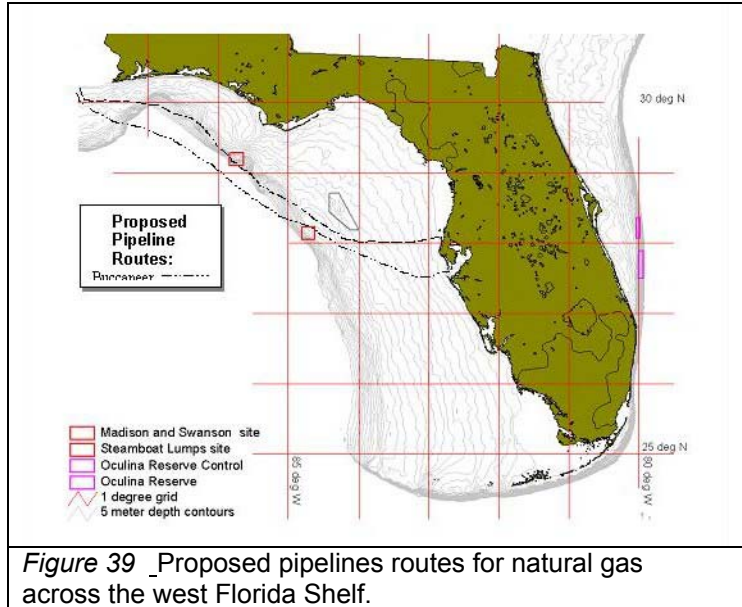 30 deg N
Proposed
Pipeline
Routes:
Buccaneer
Madison and Swanson site
Steamboat Lumps site
Oculina Reserve Control
Oculina Reserve
1 degree grid
5 meter depth contours
85 deg W
25 deg N
80 deg W
Figure 39 Proposed pipelines routes for natural gas
across the west Florida Shelf.